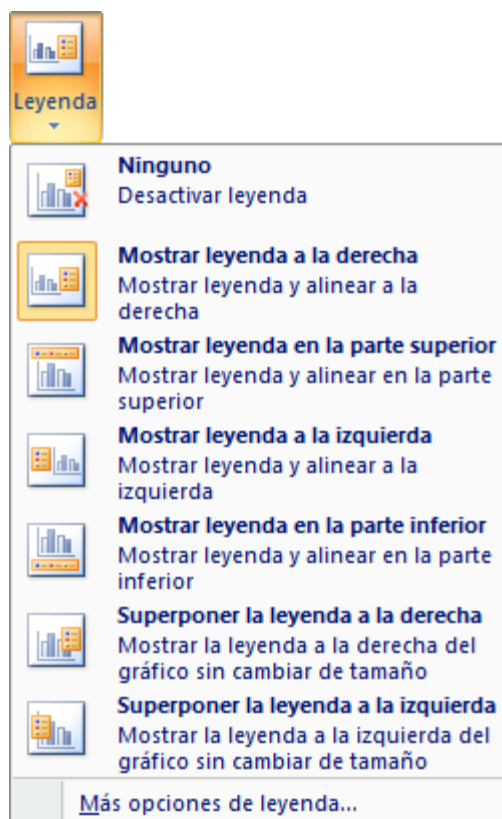 Leyenda
Ninguno
Desactivar leyenda
Mostrar leyenda a la derecha
Mostrar leyenda y alinear a la
derecha
Mostrar leyenda en la parte superior
Mostrar leyenda y alinear en la parte
superior
Mostrar leyenda a la izquierda
Mostrar leyenda y alinear a la
izquierda
Mostrar leyenda en la parte inferior
Mostrar leyenda y alinear en la parte
inferior
Superponer la leyenda a la derecha
Mostrar la leyenda a la derecha del
gráfico sin cambiar de tamaño
Superponer la leyenda a la izquierda
Mostrar la leyenda a la izquierda del
gráfico sin cambiar de tamaño
Más opciones de leyenda...